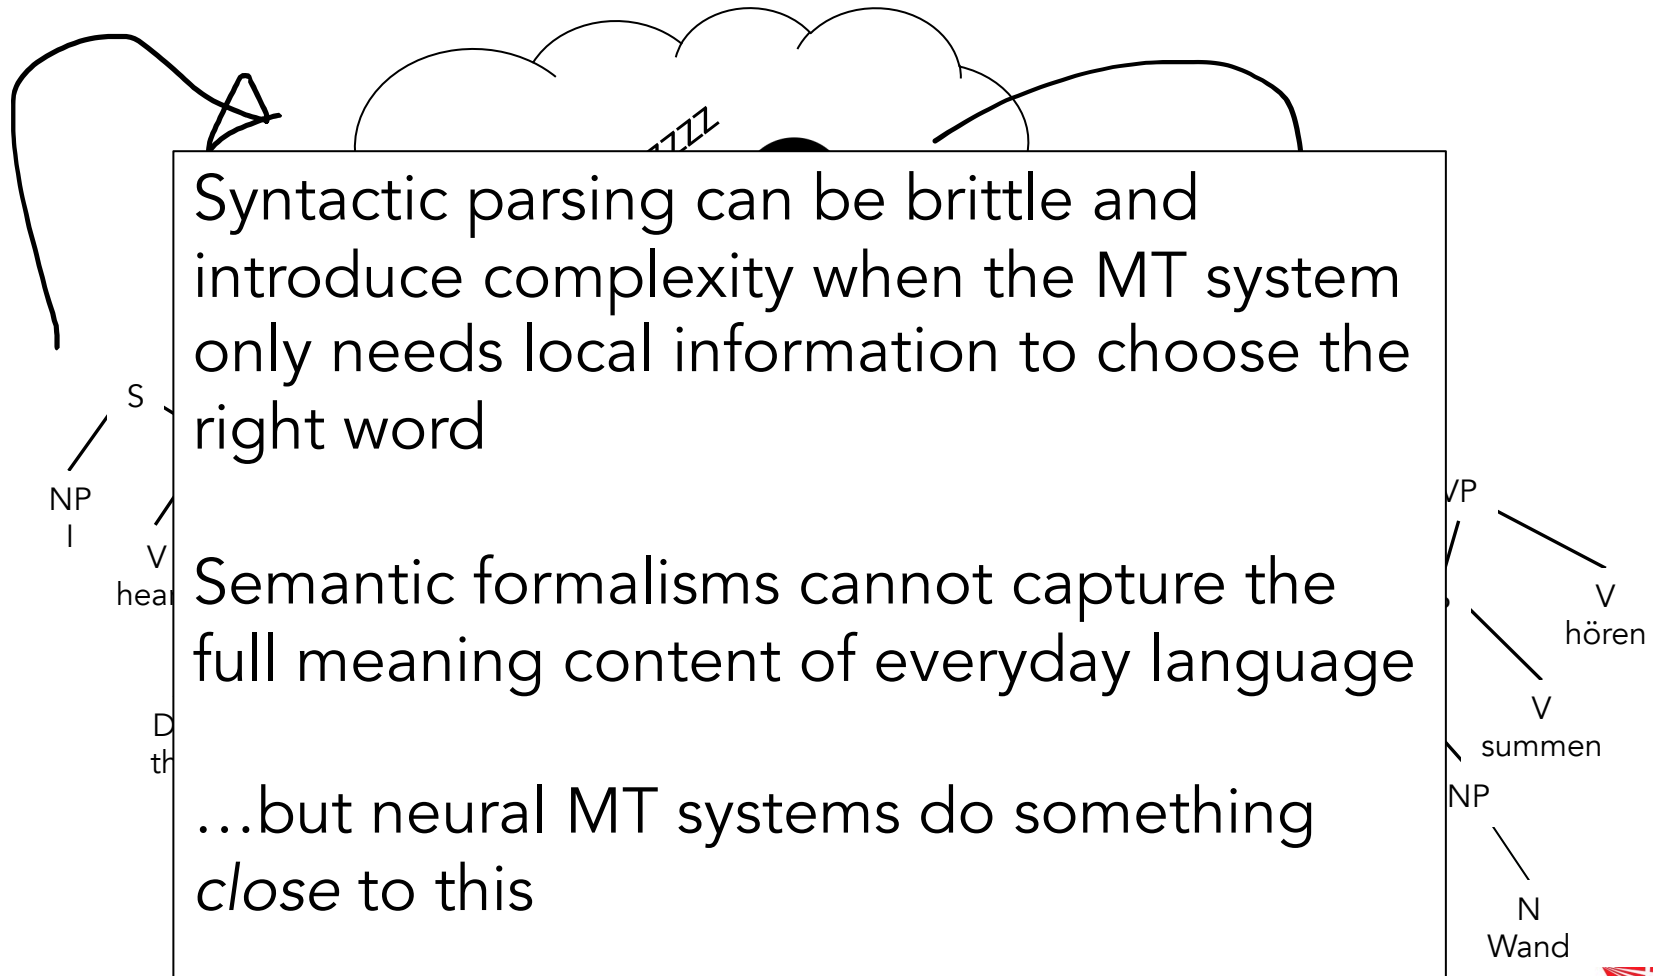 zzzz
Syntactic parsing can be brittle and
introduce complexity when the MT system
only needs local information to choose the
right word
Semantic formalisms cannot capture the
full meaning content of everyday language
…but neural MT systems do something
close to this
S
NP
I
V
VP
V
hören
V
summen
NP
N
Wand